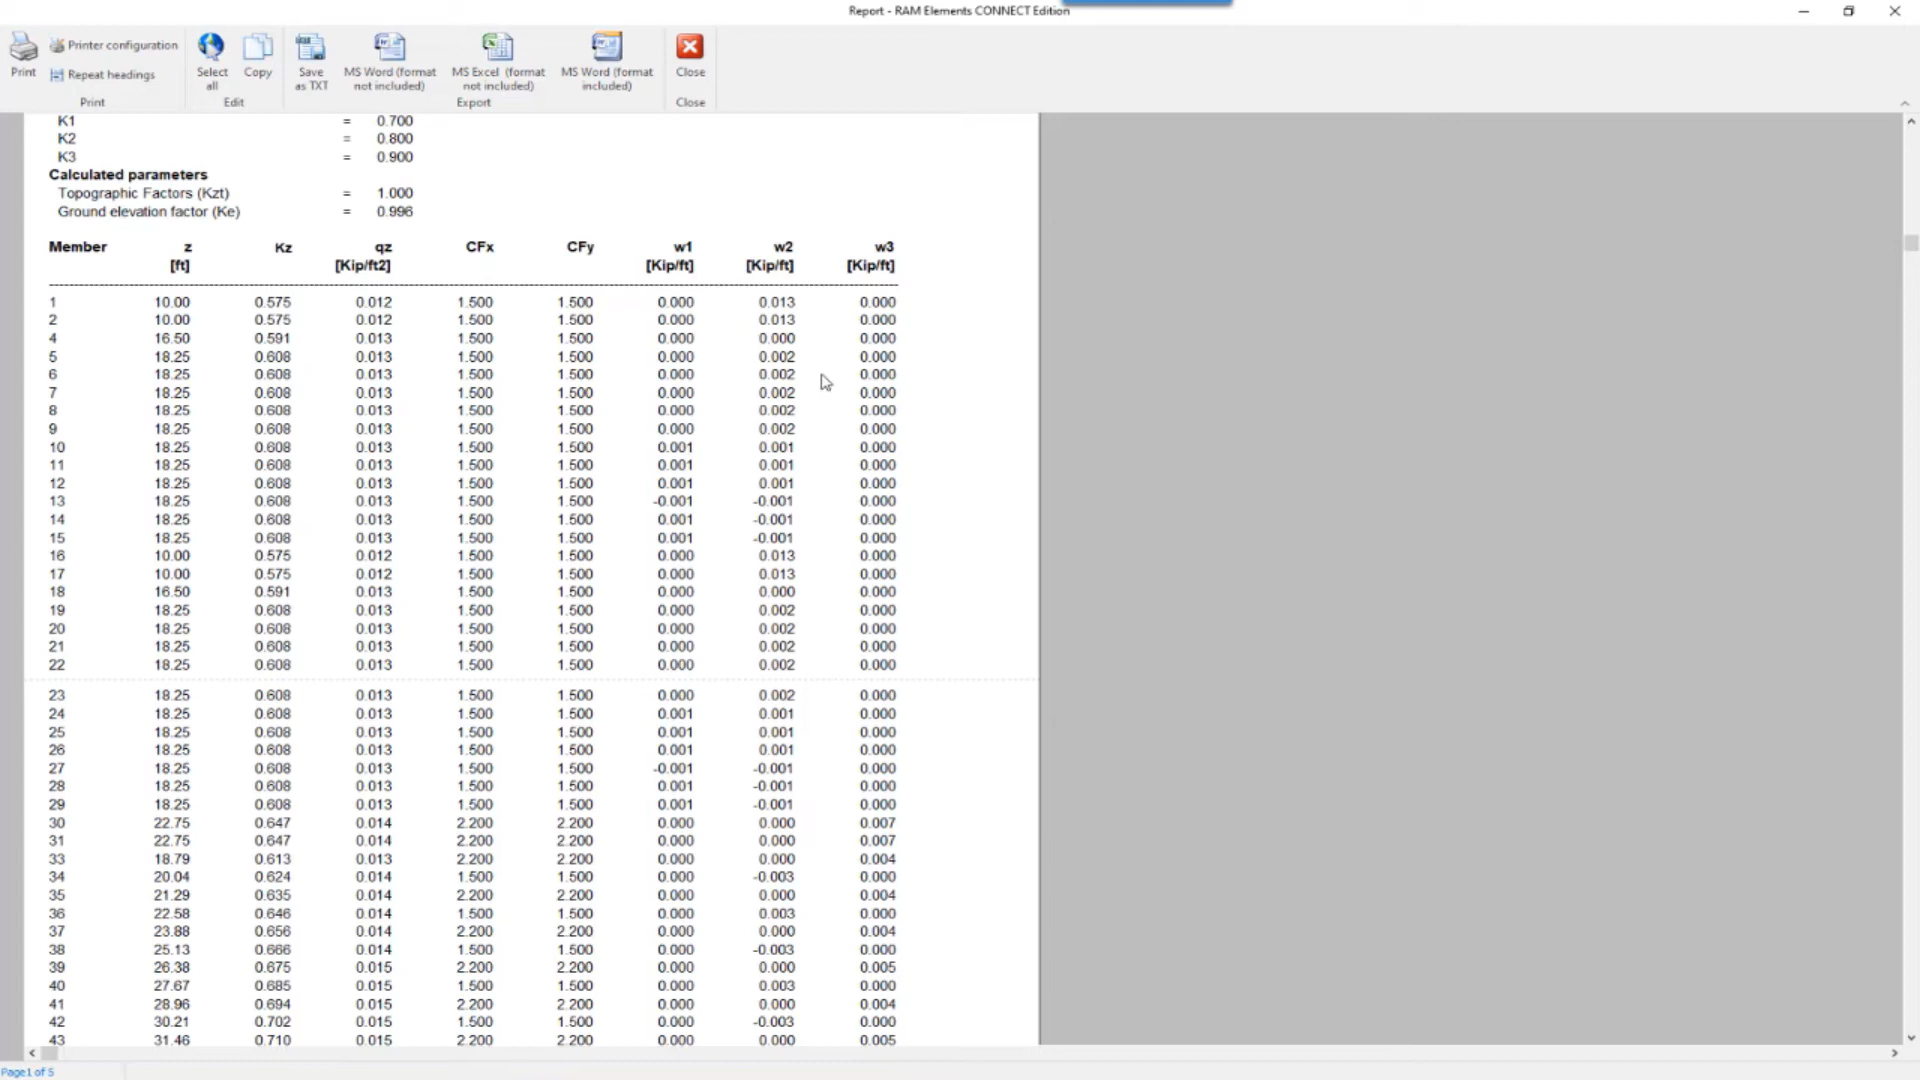 Report - RAM Elements CONNECT Edition
Print
Printer configuration
Repeat headings
Print
Select all
Copy
Edit
Save as TXT
MS Word (format not included)
MS Excel (format not included)
MS Word (format included)
Export
Close
Close
K1 = 0.700
K2 = 0.800
K3 = 0.900
Calculated parameters
Topographic Factors (Kzt) = 1.000
Ground elevation factor (Ke) = 0.996
Member z Kz qz CFx CFy w1 w2 w3
[ft] [Kip/ft2] [Kip/ft] [Kip/ft] [Kip/ft]
1 10.00 0.575 0.012 1.500 1.500 0.000 0.013 0.000
2 10.00 0.575 0.012 1.500 1.500 0.000 0.013 0.000
4 16.50 0.591 0.013 1.500 1.500 0.000 0.000 0.000
5 18.25 0.608 0.013 1.500 1.500 0.000 0.002 0.000
6 18.25 0.608 0.013 1.500 1.500 0.000 0.002 0.000
7 18.25 0.608 0.013 1.500 1.500 0.000 0.002 0.000
8 18.25 0.608 0.013 1.500 1.500 0.000 0.002 0.000
9 18.25 0.608 0.013 1.500 1.500 0.000 0.002 0.000
10 18.25 0.608 0.013 1.500 1.500 0.001 0.001 0.000
11 18.25 0.608 0.013 1.500 1.500 0.001 0.001 0.000
12 18.25 0.608 0.013 1.500 1.500 0.001 0.001 0.000
13 18.25 0.608 0.013 1.500 1.500 -0.001 -0.001 0.000
14 18.25 0.608 0.013 1.500 1.500 0.001 -0.001 0.000
15 18.25 0.608 0.013 1.500 1.500 0.001 -0.001 0.000
16 10.00 0.575 0.012 1.500 1.500 0.000 0.013 0.000
17 10.00 0.575 0.012 1.500 1.500 0.000 0.013 0.000
18 16.50 0.591 0.013 1.500 1.500 0.000 0.000 0.000
19 18.25 0.608 0.013 1.500 1.500 0.000 0.002 0.000
20 18.25 0.608 0.013 1.500 1.500 0.000 0.002 0.000
21 18.25 0.608 0.013 1.500 1.500 0.000 0.002 0.000
22 18.25 0.608 0.013 1.500 1.500 0.000 0.002 0.000
23 18.25 0.608 0.013 1.500 1.500 0.000 0.002 0.000
24 18.25 0.608 0.013 1.500 1.500 0.001 0.001 0.000
25 18.25 0.608 0.013 1.500 1.500 0.001 0.001 0.000
26 18.25 0.608 0.013 1.500 1.500 0.001 0.001 0.000
27 18.25 0.608 0.013 1.500 1.500 -0.001 -0.001 0.000
28 18.25 0.608 0.013 1.500 1.500 0.001 -0.001 0.000
29 18.25 0.608 0.013 1.500 1.500 0.001 -0.001 0.000
30 22.75 0.647 0.014 2.200 2.200 0.000 0.000 0.007
31 22.75 0.647 0.014 2.200 2.200 0.000 0.000 0.007
33 18.79 0.613 0.013 2.200 2.200 0.000 0.000 0.004
34 20.04 0.624 0.014 1.500 1.500 0.000 -0.003 0.000
35 21.29 0.635 0.014 2.200 2.200 0.000 0.000 0.004
36 22.58 0.646 0.014 1.500 1.500 0.000 0.003 0.000
37 23.88 0.656 0.014 2.200 2.200 0.000 0.000 0.004
38 25.13 0.666 0.014 1.500 1.500 0.000 -0.003 0.000
39 26.38 0.675 0.015 2.200 2.200 0.000 0.000 0.005
40 27.67 0.685 0.015 1.500 1.500 0.000 0.003 0.000
41 28.96 0.694 0.015 2.200 2.200 0.000 0.000 0.004
42 30.21 0.702 0.015 1.500 1.500 0.000 -0.003 0.000
43 31.46 0.710 0.015 2.200 2.200 0.000 0.000 0.005
Page1 of 5